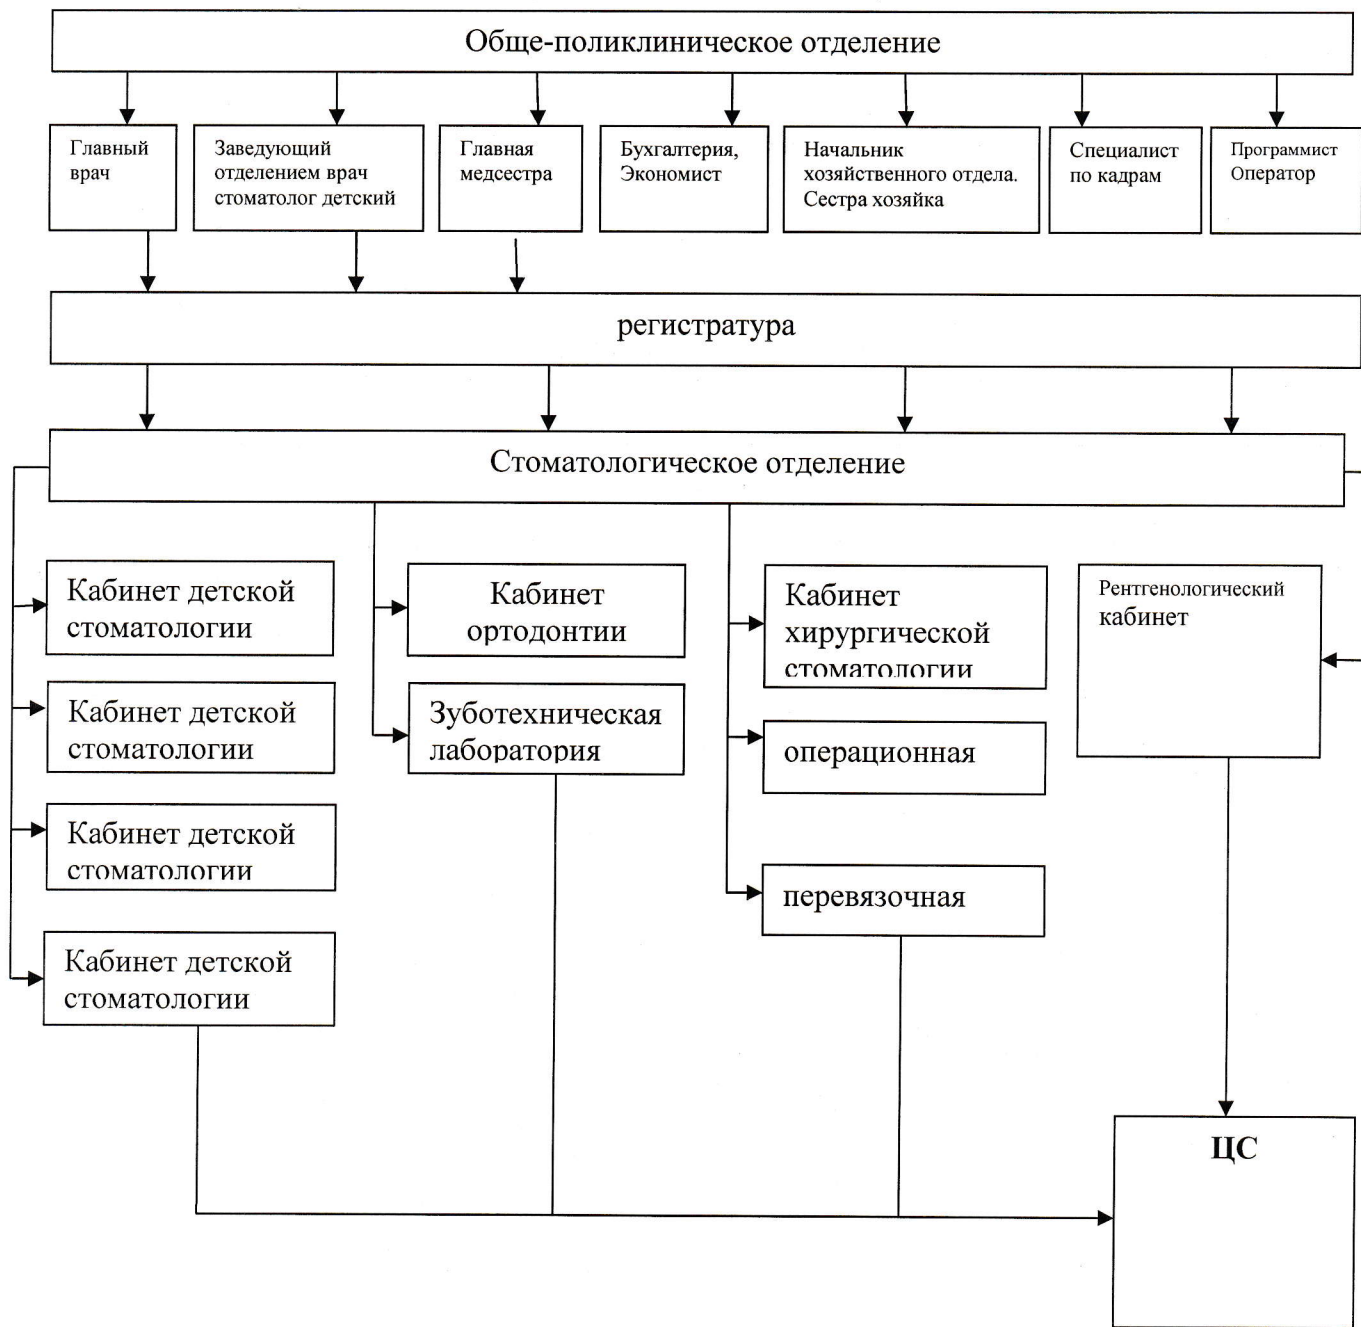 Обще-поликлиническое отделение
Главный
врач
Заведующий
отделением врач
стоматолог детский
Главная
медсестра
Бухгалтерия,
Экономист
Начальник
хозяйственного отдела.
Сестра хозяйка
Специалист
по кадрам
Программист
Оператор
регистратура
Стоматологическое отделение
Кабинет детской
стоматологии
Кабинет детской
стоматологии
Кабинет детской
стоматологии
Кабинет детской
стоматологии
Кабинет
ортодонтии
Зуботехническая
лаборатория
Кабинет
хирургической
стоматологии
операционная
перевязочная
Рентгенологический
кабинет
ЦС